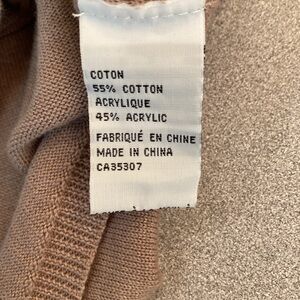 COTON
55% COTTON
ACRYLIQUE
45% ACRYLIC
FABRIQUÉ EN CHINE
MADE IN CHINA
CA35307